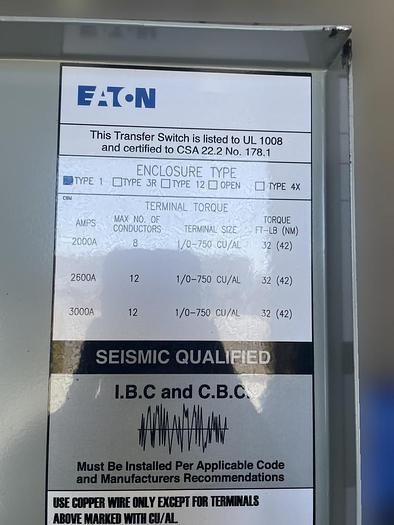 EATON
This Transfer Switch is listed to UL 1008
and certified to CSA 22.2 No. 178.1
ENCLOSURE TYPE
TYPE 1 TYPE 3R TYPE 12 OPEN TYPE 4X
TERMINAL TORQUE
AMPS MAX NO. OF CONDUCTORS TERMINAL SIZE TORQUE FT-LB (NM)
2000A 8 1/0-750 CU/AL 32 (42)
2600A 12 1/0-750 CU/AL 32 (42)
3000A 12 1/0-750 CU/AL 32 (42)
SEISMIC QUALIFIED
I.B.C and C.B.C.
Must Be Installed Per Applicable Code
and Manufacturers Recommendations
USE COPPER WIRE ONLY EXCEPT FOR TERMINALS
ABOVE MARKED WITH CU/AL.